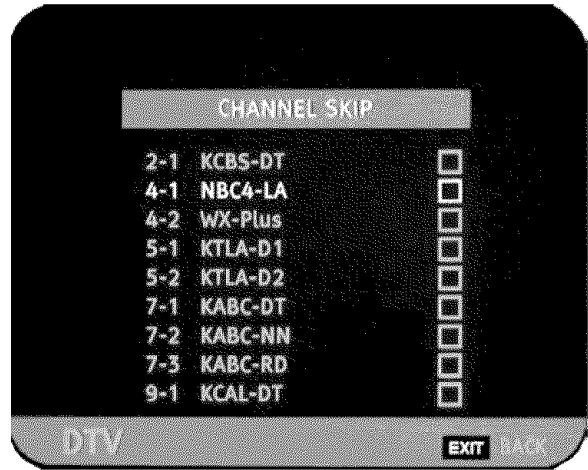 CHANNEL SKIP
2-1 KCBS-DT
4-1 NBC4-LA
4-2 WX-Plus
5-1 KTLA-D1
5-2 KTLA-D2
7-1 KABC-DT
7-2 KABC-NN
7-3 KABC-RD
9-1 KCAL-DT
DTV EXIT BACK